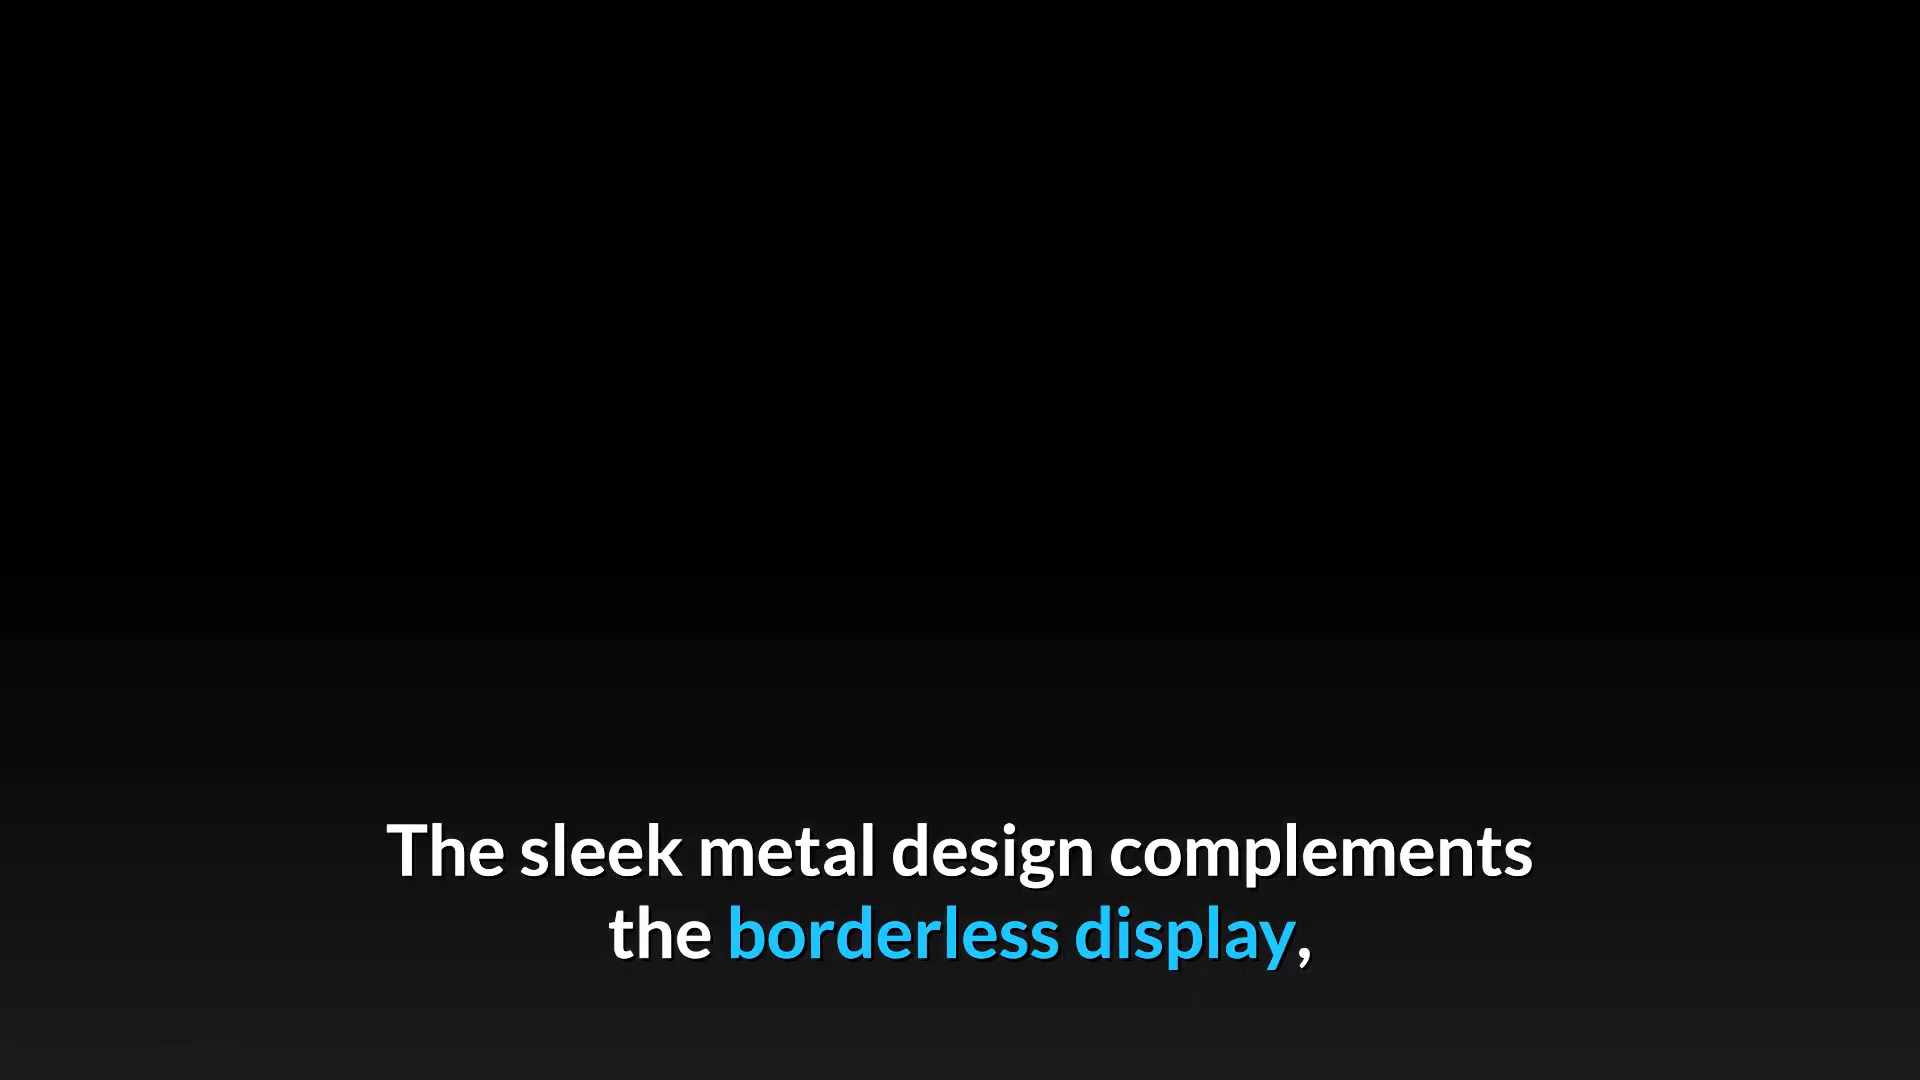 The sleek metal design complements
the borderless display,